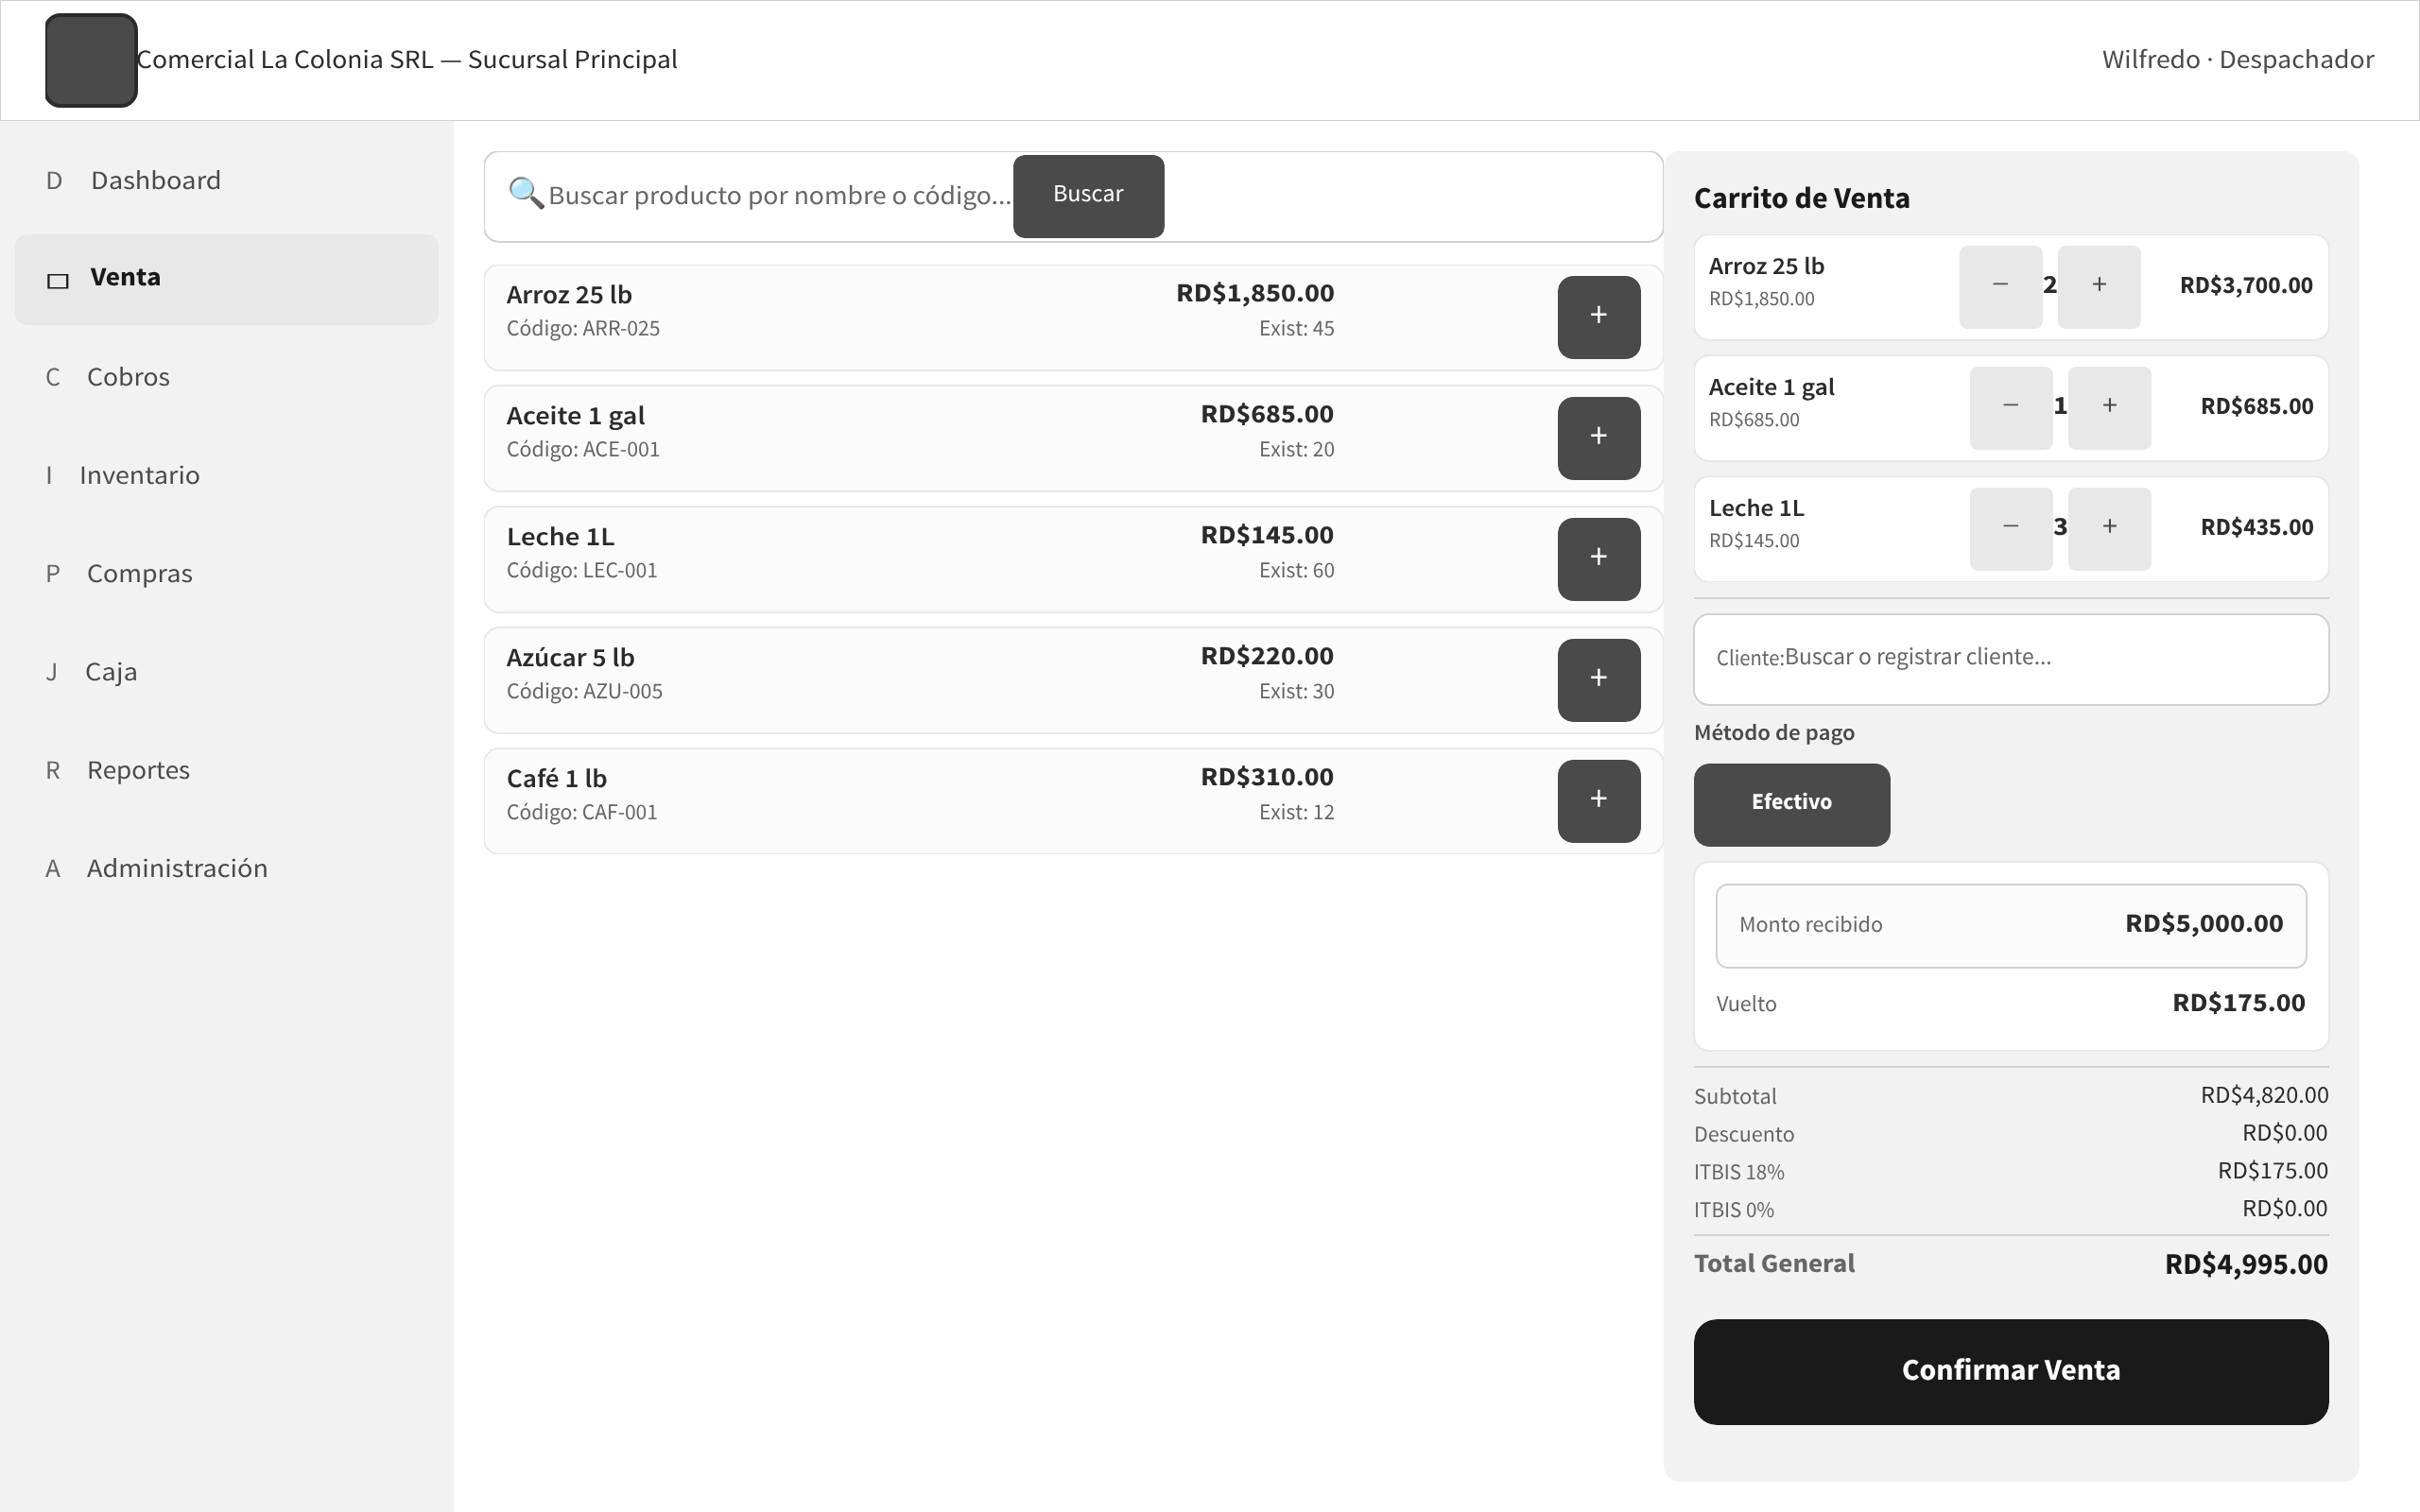 Comercial La Colonia SRL — Sucursal Principal
Wilfredo · Despachador
D Dashboard
Venta
C Cobros
I Inventario
P Compras
J Caja
R Reportes
A Administración
🔍 Buscar producto por nombre o código...
Buscar
Arroz 25 lb
Código: ARR-025
RD$1,850.00
Exist: 45
+
Aceite 1 gal
Código: ACE-001
RD$685.00
Exist: 20
+
Leche 1L
Código: LEC-001
RD$145.00
Exist: 60
+
Azúcar 5 lb
Código: AZU-005
RD$220.00
Exist: 30
+
Café 1 lb
Código: CAF-001
RD$310.00
Exist: 12
+
Carrito de Venta
Arroz 25 lb
RD$1,850.00
− 2 +
RD$3,700.00
Aceite 1 gal
RD$685.00
− 1 +
RD$685.00
Leche 1L
RD$145.00
− 3 +
RD$435.00
Cliente:Buscar o registrar cliente...
Método de pago
Efectivo
Monto recibido RD$5,000.00
Vuelto RD$175.00
Subtotal RD$4,820.00
Descuento RD$0.00
ITBIS 18% RD$175.00
ITBIS 0% RD$0.00
Total General RD$4,995.00
Confirmar Venta